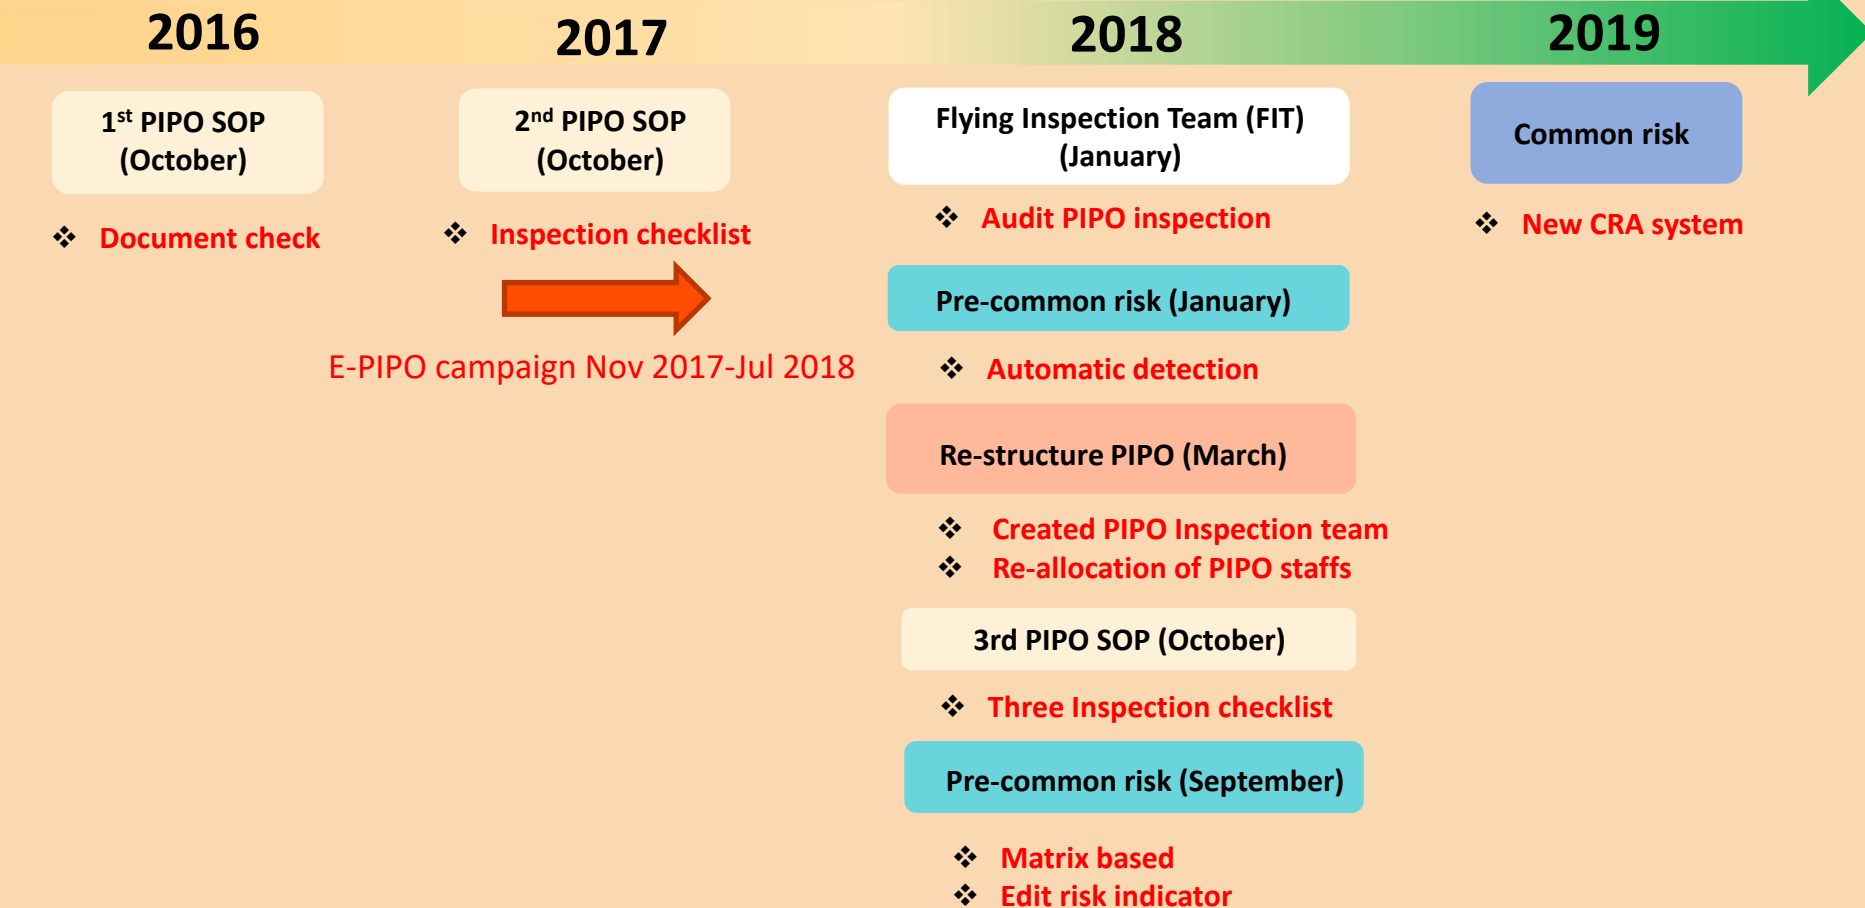 2016
2017
2018
2019
1st PIPO SOP
(October)
❖ Document check
2nd PIPO SOP
(October)
❖ Inspection checklist
E-PIPO campaign Nov 2017-Jul 2018
Flying Inspection Team (FIT)
(January)
❖ Audit PIPO inspection
Pre-common risk (January)
❖ Automatic detection
Re-structure PIPO (March)
❖ Created PIPO Inspection team
❖ Re-allocation of PIPO staffs
3rd PIPO SOP (October)
❖ Three Inspection checklist
Pre-common risk (September)
❖ Matrix based
❖ Edit risk indicator
Common risk
❖ New CRA system